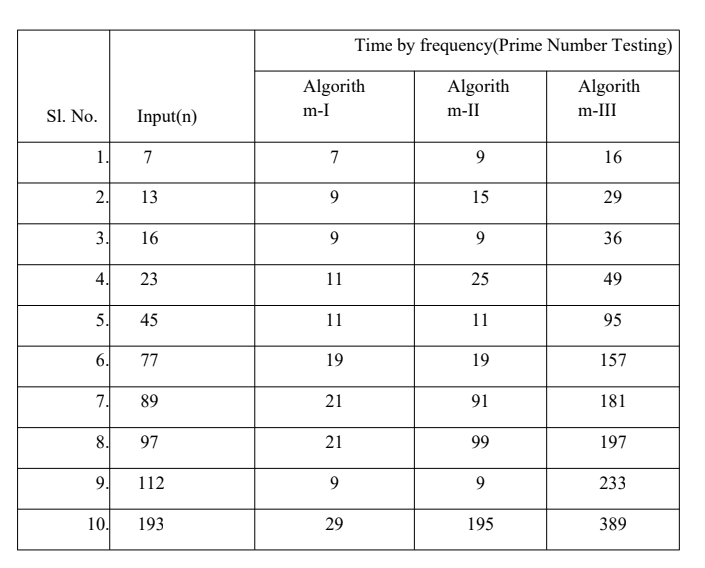 Time by frequency(Prime Number Testing)
Sl. No. Input(n) Algorith Algorith Algorith
m-I m-II m-III
1. 7 7 9 16
2. 13 9 15 29
3. 16 9 9 36
4. 23 11 25 49
5. 45 11 11 95
6. 77 19 19 157
7. 89 21 91 181
8. 97 21 99 197
9. 112 9 9 233
10. 193 29 195 389